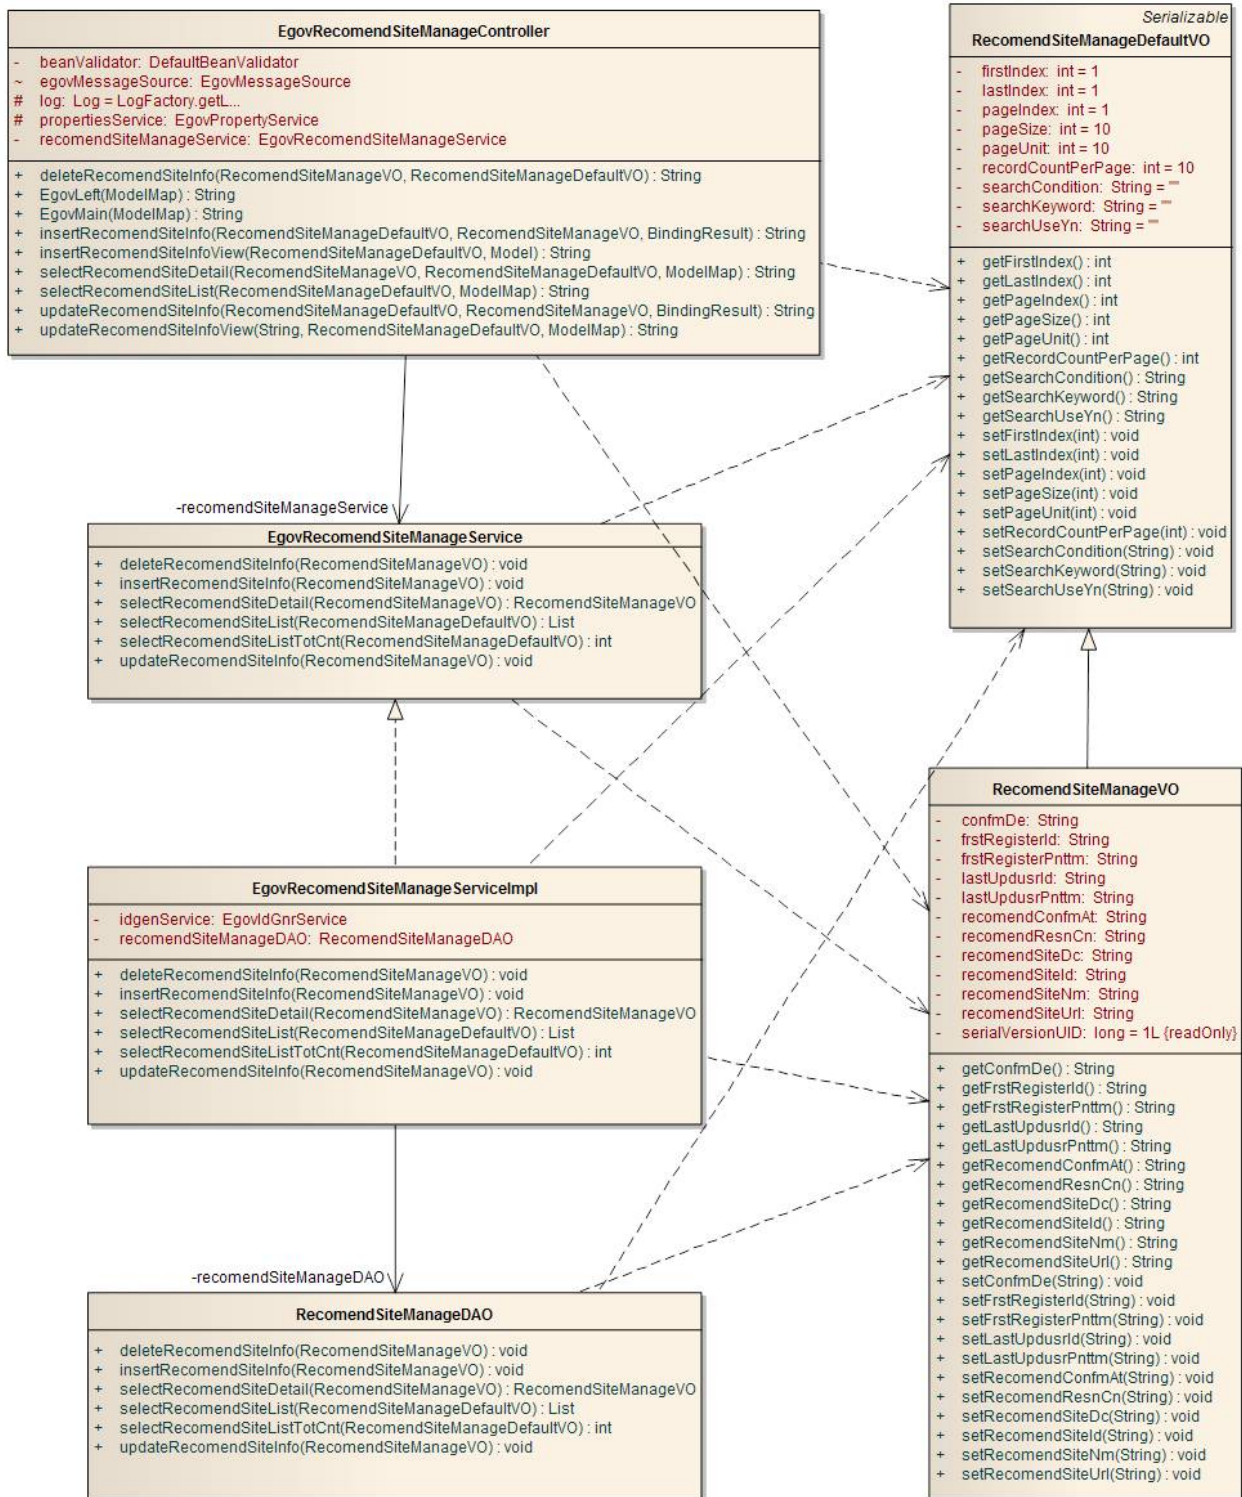 EgovRecomendSiteManageController
- beanValidator: DefaultBeanValidator
~ egovMessageSource: EgovMessageSource
# log: Log = LogFactory.getL...
# propertiesService: EgovPropertyService
- recomendSiteManageService: EgovRecomendSiteManageService
+ deleteRecomendSiteInfo(RecomendSiteManageVO, RecomendSiteManageDefaultVO) : String
+ EgovLeft(ModelMap) : String
+ EgovMain(ModelMap) : String
+ insertRecomendSiteInfo(RecomendSiteManageDefaultVO, RecomendSiteManageVO, BindingResult) : String
+ insertRecomendSiteInfoView(RecomendSiteManageDefaultVO, Model) : String
+ selectRecomendSiteDetail(RecomendSiteManageVO, RecomendSiteManageDefaultVO, ModelMap) : String
+ selectRecomendSiteList(RecomendSiteManageDefaultVO, ModelMap) : String
+ updateRecomendSiteInfo(RecomendSiteManageDefaultVO, RecomendSiteManageVO, BindingResult) : String
+ updateRecomendSiteInfoView(String, RecomendSiteManageDefaultVO, ModelMap) : String
Serializable
RecomendSiteManageDefaultVO
- firstIndex: int = 1
- lastIndex: int = 1
- pageIndex: int = 1
- pageSize: int = 10
- pageUnit: int = 10
- recordCountPerPage: int = 10
- searchCondition: String = ""
- searchKeyword: String = ""
- searchUseYn: String = ""
+ getFirstIndex() : int
+ getLastIndex() : int
+ getPageIndex() : int
+ getPageSize() : int
+ getPageUnit() : int
+ getRecordCountPerPage() : int
+ getSearchCondition() : String
+ getSearchKeyword() : String
+ getSearchUseYn() : String
+ setFirstIndex(int) : void
+ setLastIndex(int) : void
+ setPageIndex(int) : void
+ setPageSize(int) : void
+ setPageUnit(int) : void
+ setRecordCountPerPage(int) : void
+ setSearchCondition(String) : void
+ setSearchKeyword(String) : void
+ setSearchUseYn(String) : void
-recomendSiteManageService
EgovRecomendSiteManageService
+ deleteRecomendSiteInfo(RecomendSiteManageVO) : void
+ insertRecomendSiteInfo(RecomendSiteManageVO) : void
+ selectRecomendSiteDetail(RecomendSiteManageVO) : RecomendSiteManageVO
+ selectRecomendSiteList(RecomendSiteManageDefaultVO) : List
+ selectRecomendSiteListTotCnt(RecomendSiteManageDefaultVO) : int
+ updateRecomendSiteInfo(RecomendSiteManageVO) : void
EgovRecomendSiteManageServiceImpl
- idgenService: EgovIdGnrService
- recomendSiteManageDAO: RecomendSiteManageDAO
+ deleteRecomendSiteInfo(RecomendSiteManageVO) : void
+ insertRecomendSiteInfo(RecomendSiteManageVO) : void
+ selectRecomendSiteDetail(RecomendSiteManageVO) : RecomendSiteManageVO
+ selectRecomendSiteList(RecomendSiteManageDefaultVO) : List
+ selectRecomendSiteListTotCnt(RecomendSiteManageDefaultVO) : int
+ updateRecomendSiteInfo(RecomendSiteManageVO) : void
RecomendSiteManageVO
- confmDe: String
- frstRegisterId: String
- frstRegisterPnttm: String
- lastUpdusrId: String
- lastUpdusrPnttm: String
- recomendConfmAt: String
- recomendResnCn: String
- recomendSiteDc: String
- recomendSiteId: String
- recomendSiteNm: String
- recomendSiteUrl: String
- serialVersionUID: long = 1L {readOnly}
+ getConfmDe() : String
+ getFrstRegisterId() : String
+ getFrstRegisterPnttm() : String
+ getLastUpdusrId() : String
+ getLastUpdusrPnttm() : String
+ getRecomendConfmAt() : String
+ getRecomendResnCn() : String
+ getRecomendSiteDc() : String
+ getRecomendSiteId() : String
+ getRecomendSiteNm() : String
+ getRecomendSiteUrl() : String
+ setConfmDe(String) : void
+ setFrstRegisterId(String) : void
+ setFrstRegisterPnttm(String) : void
+ setLastUpdusrId(String) : void
+ setLastUpdusrPnttm(String) : void
+ setRecomendConfmAt(String) : void
+ setRecomendResnCn(String) : void
+ setRecomendSiteDc(String) : void
+ setRecomendSiteId(String) : void
+ setRecomendSiteNm(String) : void
+ setRecomendSiteUrl(String) : void
-recomendSiteManageDAO
RecomendSiteManageDAO
+ deleteRecomendSiteInfo(RecomendSiteManageVO) : void
+ insertRecomendSiteInfo(RecomendSiteManageVO) : void
+ selectRecomendSiteDetail(RecomendSiteManageVO) : RecomendSiteManageVO
+ selectRecomendSiteList(RecomendSiteManageDefaultVO) : List
+ selectRecomendSiteListTotCnt(RecomendSiteManageDefaultVO) : int
+ updateRecomendSiteInfo(RecomendSiteManageVO) : void